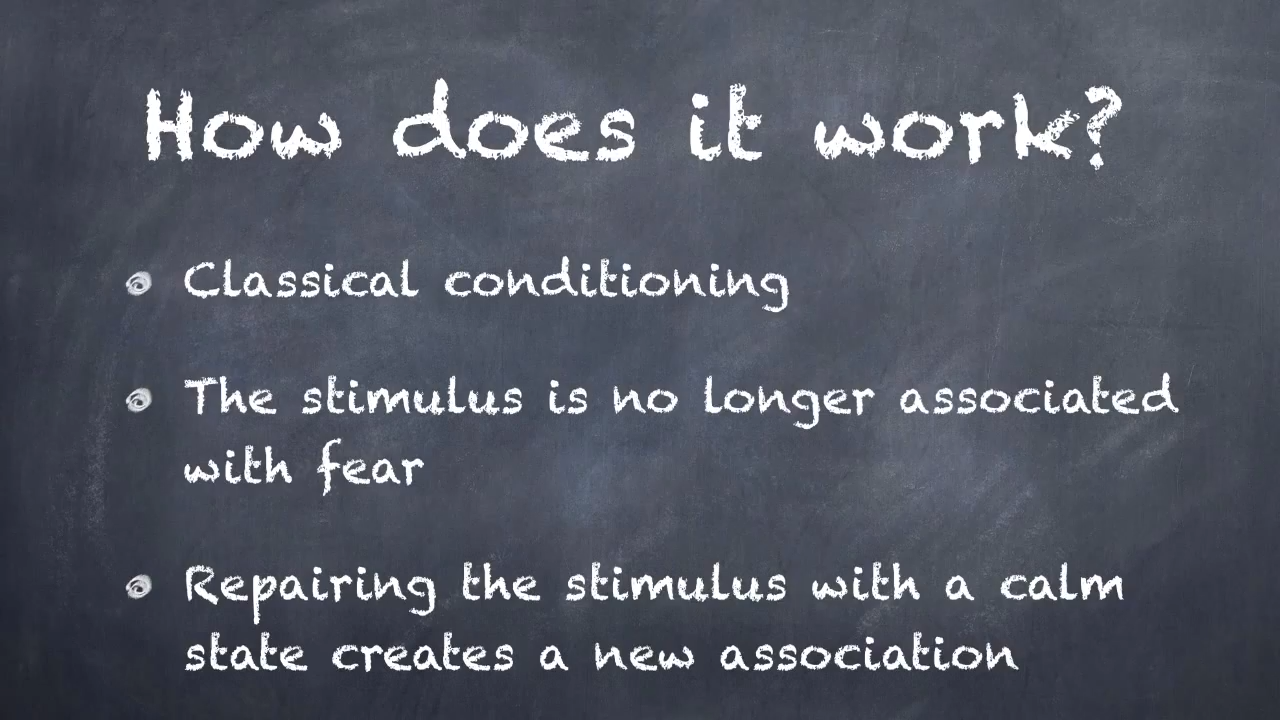 How does it work?
Classical conditioning
The stimulus is no longer associated
with fear
Repairing the stimulus with a calm
state creates a new association